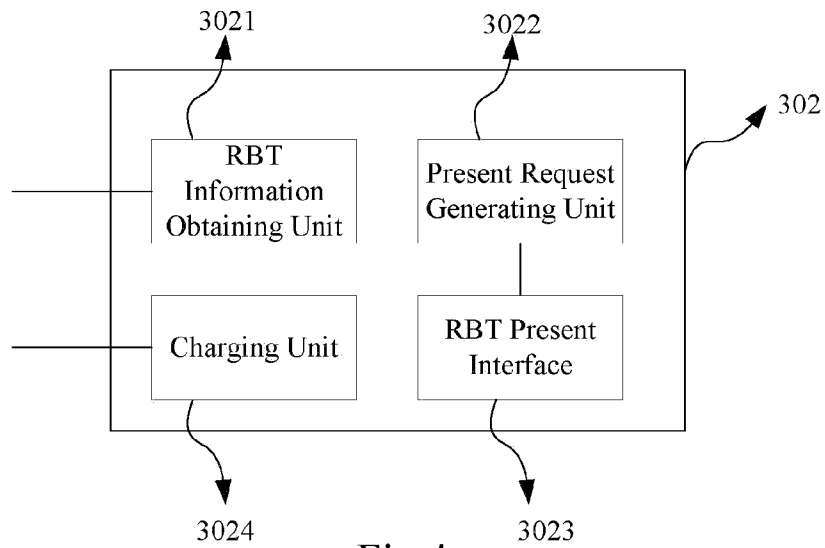 3021
3022
302
RBT
Information
Obtaining Unit
Present Request
Generating Unit
Charging Unit
RBT Present
Interface
3024
3023